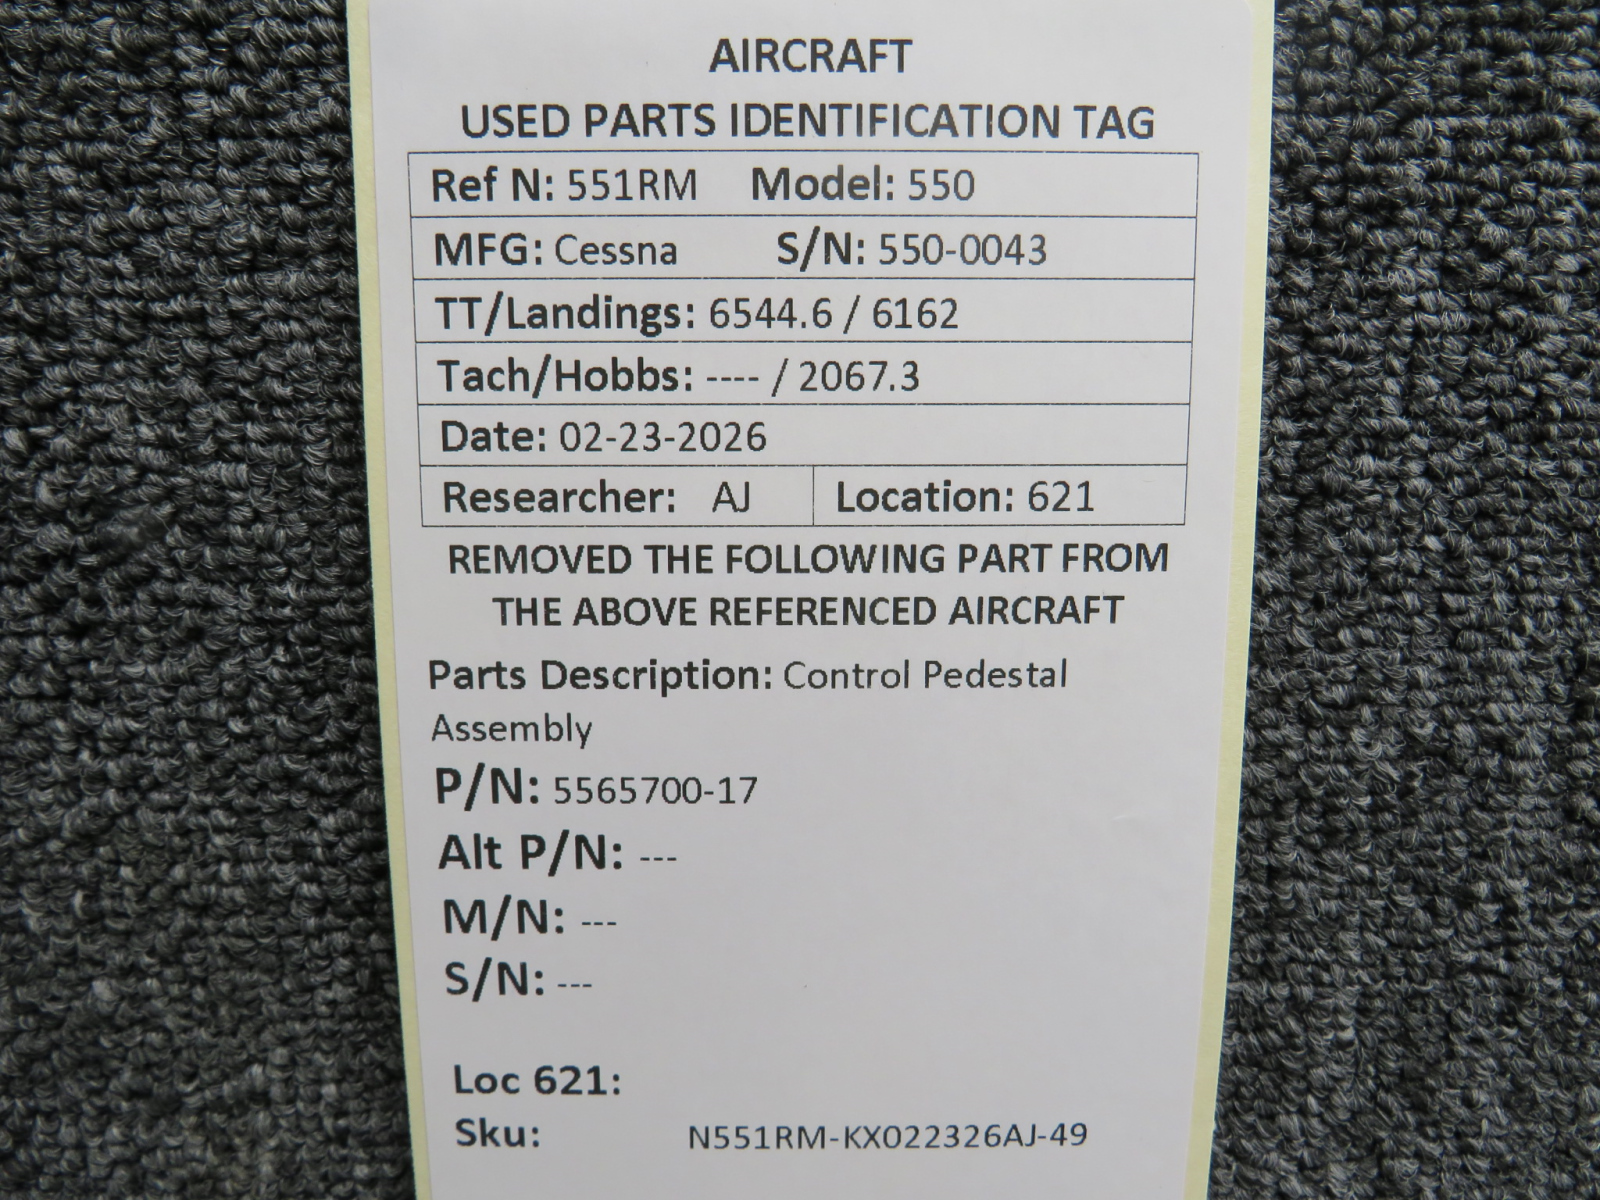 AIRCRAFT
USED PARTS IDENTIFICATION TAG
Ref N: 551RM Model: 550
MFG: Cessna S/N: 550-0043
TT/Landings: 6544.6 / 6162
Tach/Hobbs: ---- / 2067.3
Date: 02-23-2026
Researcher: AJ Location: 621
REMOVED THE FOLLOWING PART FROM
THE ABOVE REFERENCED AIRCRAFT
Parts Description: Control Pedestal
Assembly
P/N: 5565700-17
Alt P/N: ---
M/N: ---
S/N: ---
Loc 621:
Sku: N551RM-KX022326AJ-49